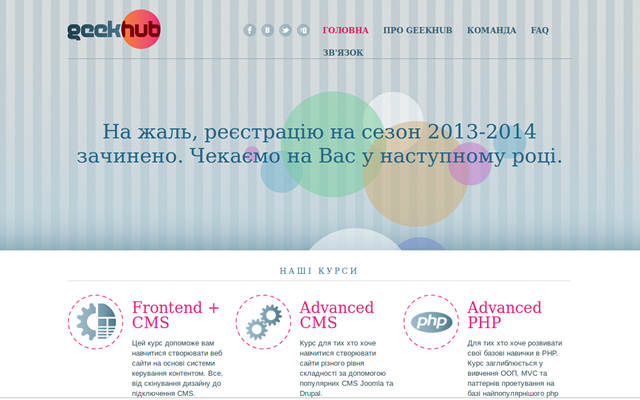 geekhub
ГОЛОВНА ПРО GEEKHUB КОМАНДА FAQ
ЗВ'ЯЗОК
На жаль, реєстрацію на сезон 2013-2014
зачинено. Чекаємо на Вас у наступному році.
НАШІ КУРСИ
Frontend +
CMS
Цей курс допоможе вам
навчитися створювати веб
сайти на основі системи
керування контентом. Все,
від скінування дизайну до
підключення CMS.
Advanced
CMS
Курс для тих хто хоче
навчитися створювати
сайти різного рівня
складності за допомогою
популярних CMS Joomla та
Drupal.
php
Advanced
PHP
Для тих хто хоче розвивати
свої базові навички в PHP.
Курс заглиблюється у
вивчення ООП, MVC та
паттернів проетування на
базі найпопулярнішого php